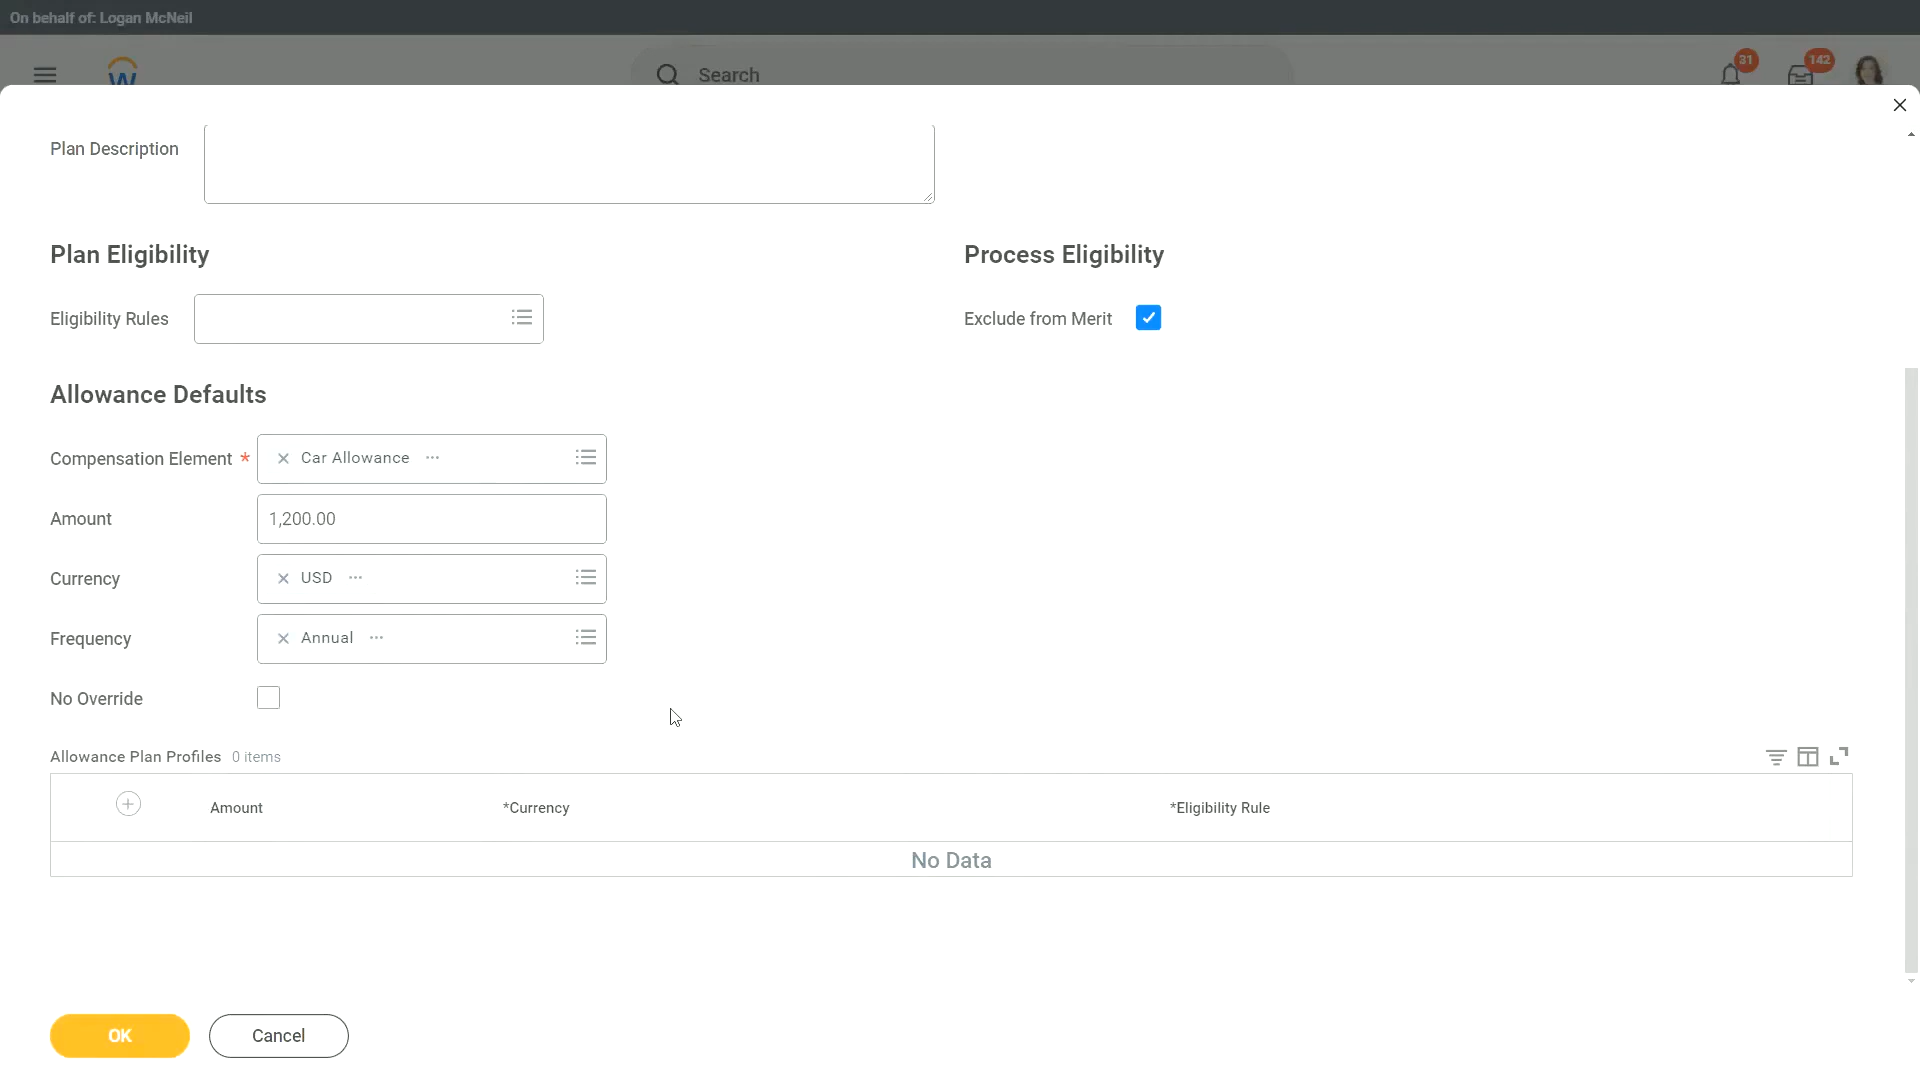 On behalf of: Logan McNeil
W
Search
31
142
Plan Description
Plan Eligibility
Process Eligibility
Eligibility Rules
Exclude from Merit
Allowance Defaults
Compensation Element * Car Allowance ...
Amount 1,200.00
Currency USD ...
Frequency Annual ...
No Override
Allowance Plan Profiles 0 items
Amount *Currency *Eligibility Rule
No Data
OK Cancel